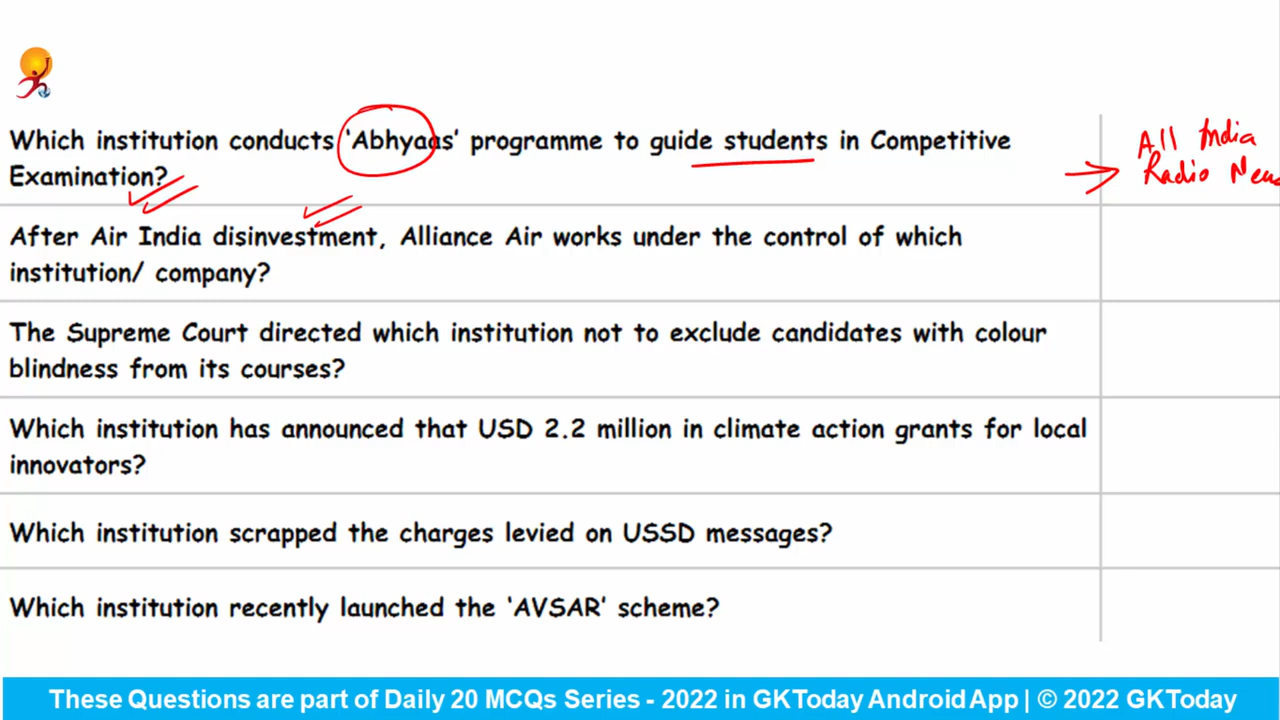 Which institution conducts 'Abhyaas' programme to guide students in Competitive
Examination?
All India
Radio News
After Air India disinvestment, Alliance Air works under the control of which
institution/ company?
The Supreme Court directed which institution not to exclude candidates with colour
blindness from its courses?
Which institution has announced that USD 2.2 million in climate action grants for local
innovators?
Which institution scrapped the charges levied on USSD messages?
Which institution recently launched the 'AVSAR' scheme?
These Questions are part of Daily 20 MCQs Series - 2022 in GKToday Android App | © 2022 GKToday